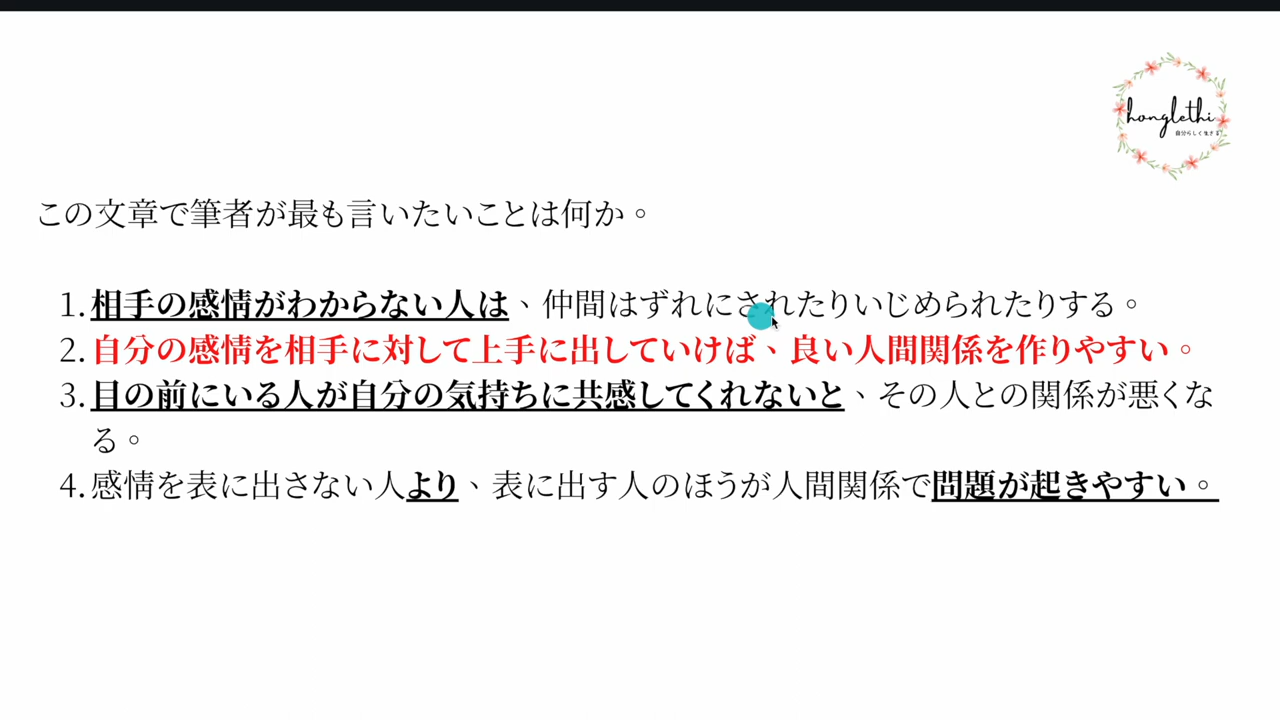 honglethi
自分らしく生きる
この文章で筆者が最も言いたいことは何か。
1. 相手の感情がわからない人は、仲間はずれにされたりいじめられたりする。
2. 自分の感情を相手に対して上手に出していけば、良い人間関係を作りやすい。
3. 目の前にいる人が自分の気持ちに共感してくれないと、その人との関係が悪くな
る。
4. 感情を表に出さない人より、表に出す人のほうが人間関係で問題が起きやすい。